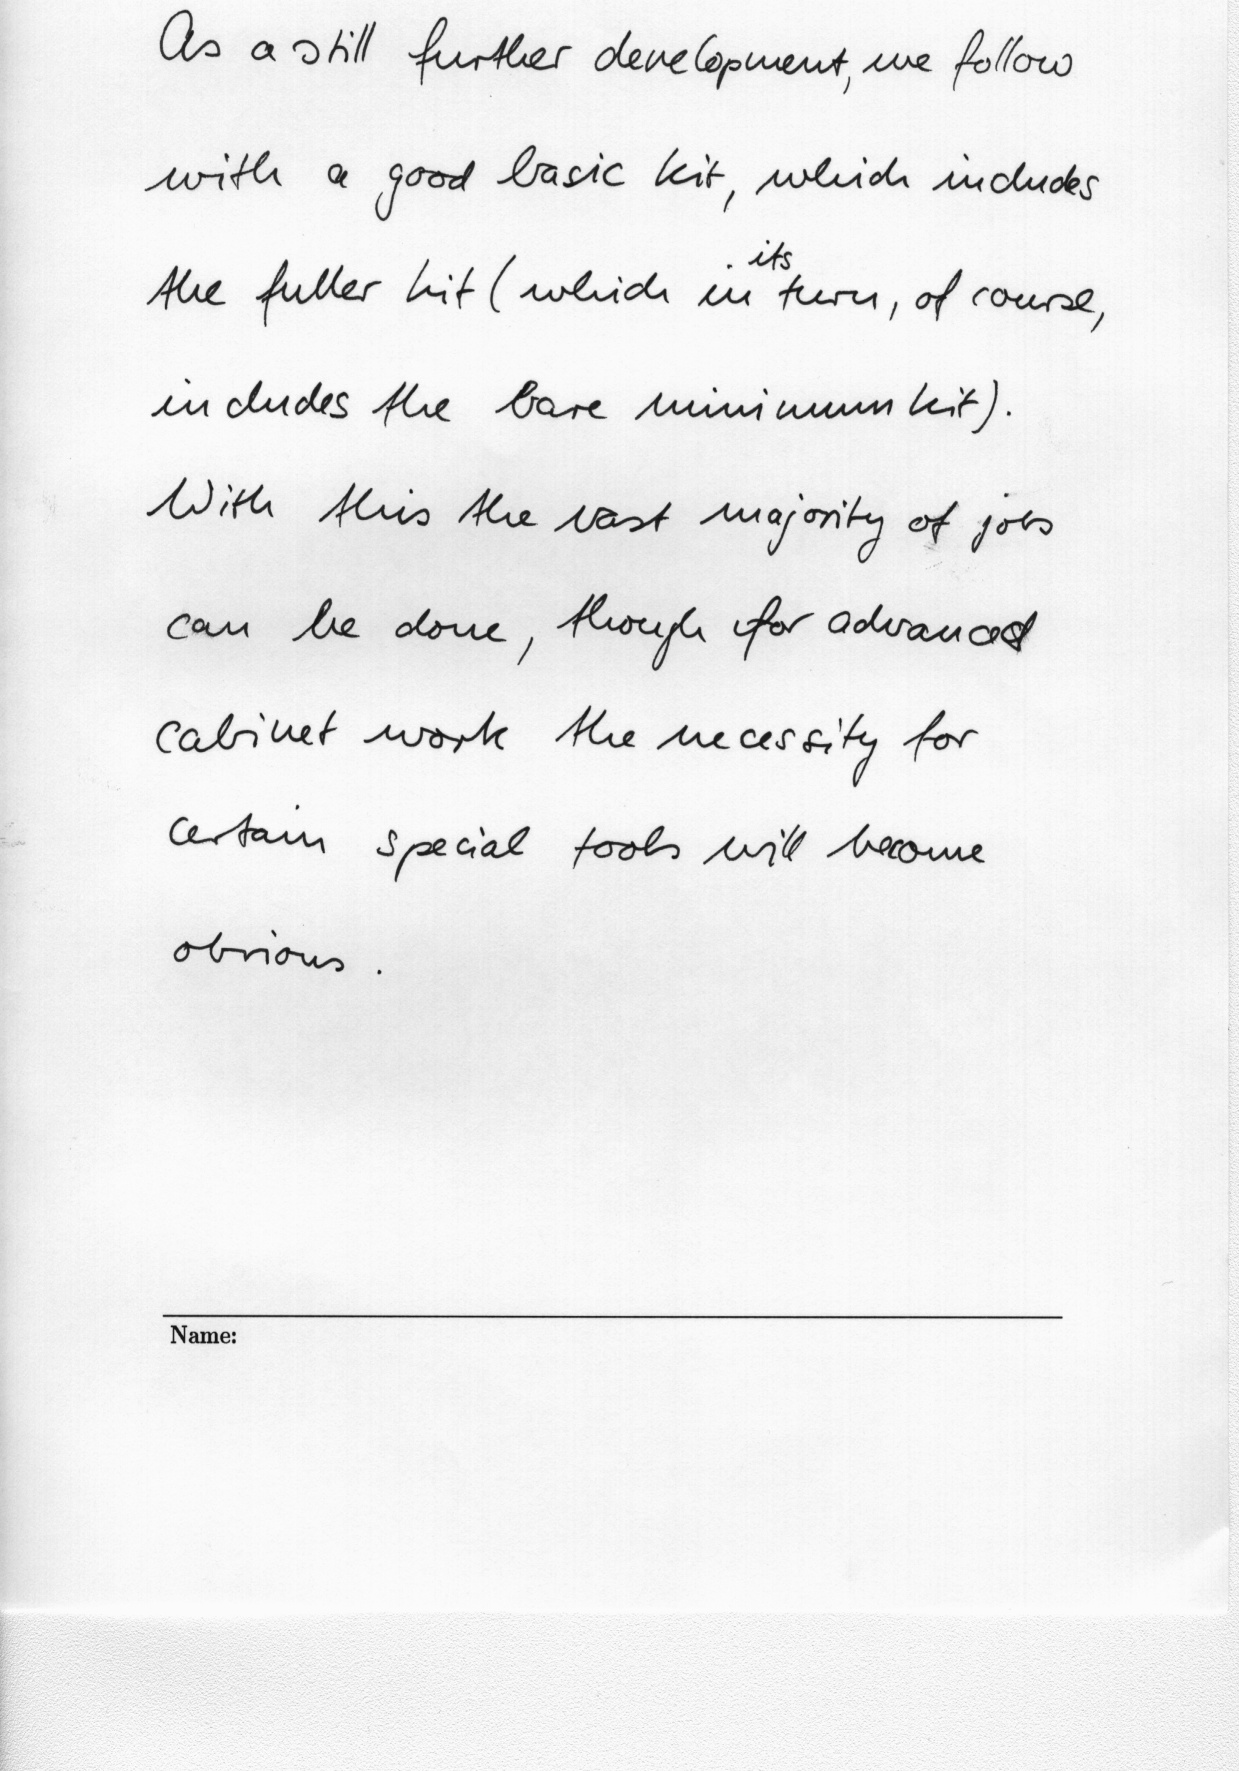 As a still further development, we follow
with a good basic kit, which includes
the fuller kit (which in its turn, of course,
includes the bare minimum kit).
With this the vast majority of jobs
can be done, though for advanced
cabinet work the necessity for
certain special tools will become
obvious.
Name: